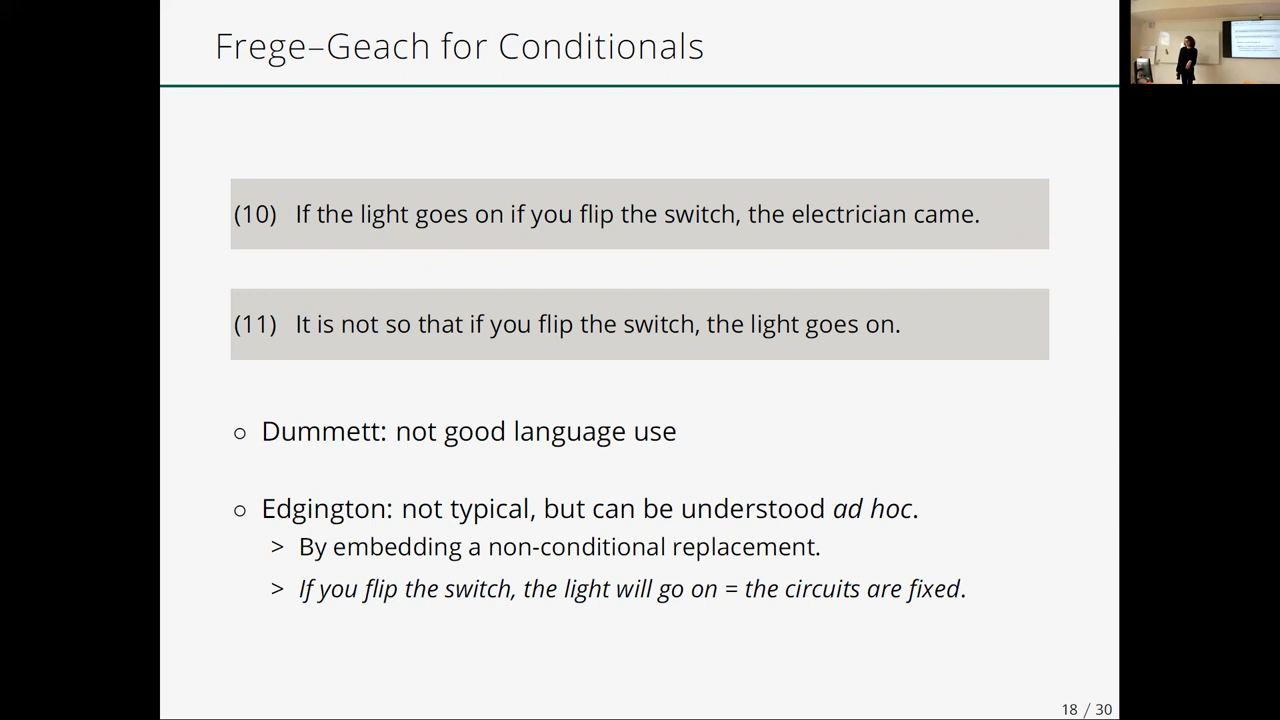 Frege–Geach for Conditionals
(10) If the light goes on if you flip the switch, the electrician came.
(11) It is not so that if you flip the switch, the light goes on.
○ Dummett: not good language use
○ Edgington: not typical, but can be understood ad hoc.
> By embedding a non-conditional replacement.
> If you flip the switch, the light will go on = the circuits are fixed.
18 / 30